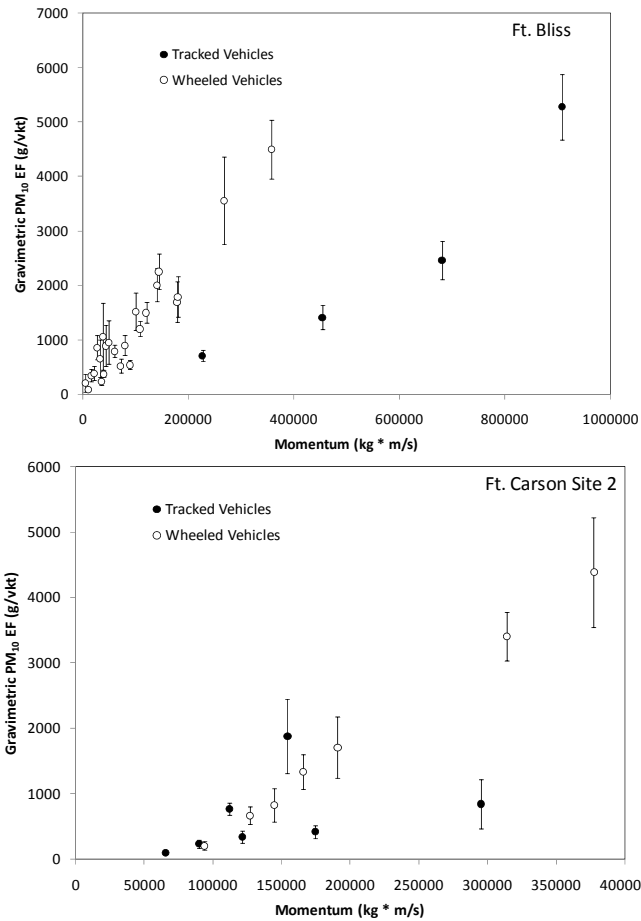 Ft. Bliss
Tracked Vehicles
Wheeled Vehicles
Gravimetric PM₁₀ EF (g/vkt)
7000
6000
5000
4000
3000
2000
1000
0
0 200000 400000 600000 800000 1000000
Momentum (kg * m/s)
Ft. Carson Site 2
Tracked Vehicles
Wheeled Vehicles
Gravimetric PM₁₀ EF (g/vkt)
6000
5000
4000
3000
2000
1000
0
0 50000 100000 150000 200000 250000 300000 350000 40000
Momentum (kg * m/s)